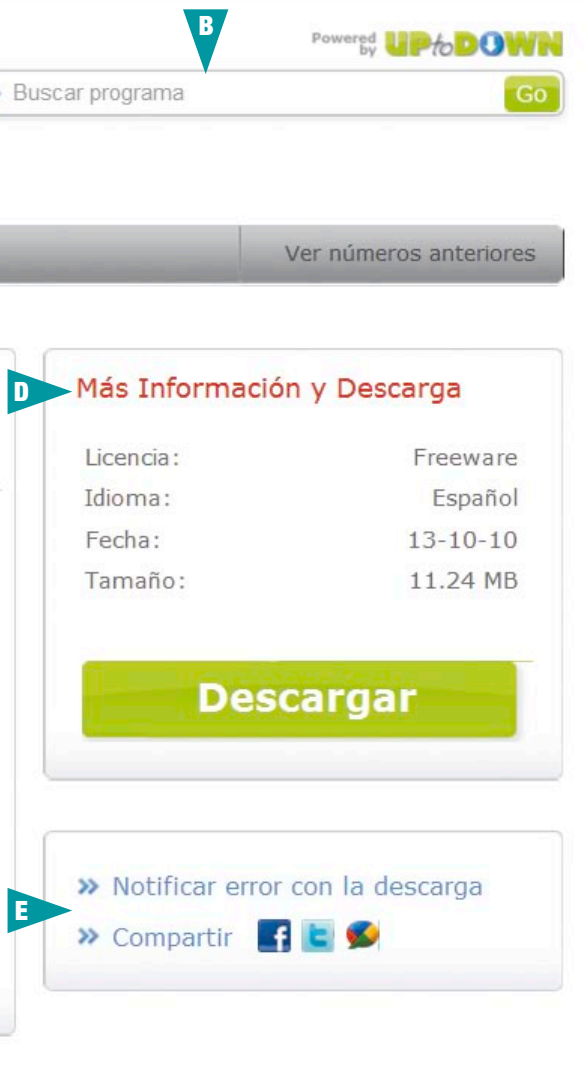 B
Powered by UPtoDOWN
Buscar programa
Go
Ver números anteriores
D
Más Información y Descarga
Licencia: Freeware
Idioma: Español
Fecha: 13-10-10
Tamaño: 11.24 MB
Descargar
E
» Notificar error con la descarga
» Compartir